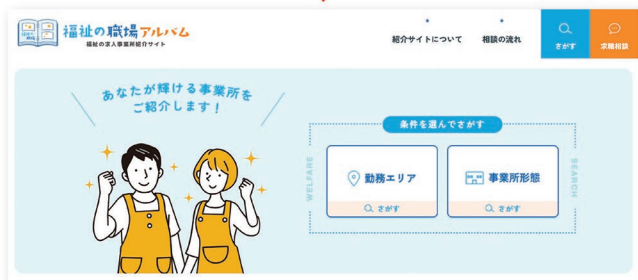 福祉の職場アルバム
福祉の求人事業所紹介サイト
紹介サイトについて
相談の流れ
さがす
求職相談
あなたが輝ける事業所を
ご紹介します!
条件を選んでさがす
WELFARE
勤務エリア
さがす
事業所形態
さがす
SEARCH